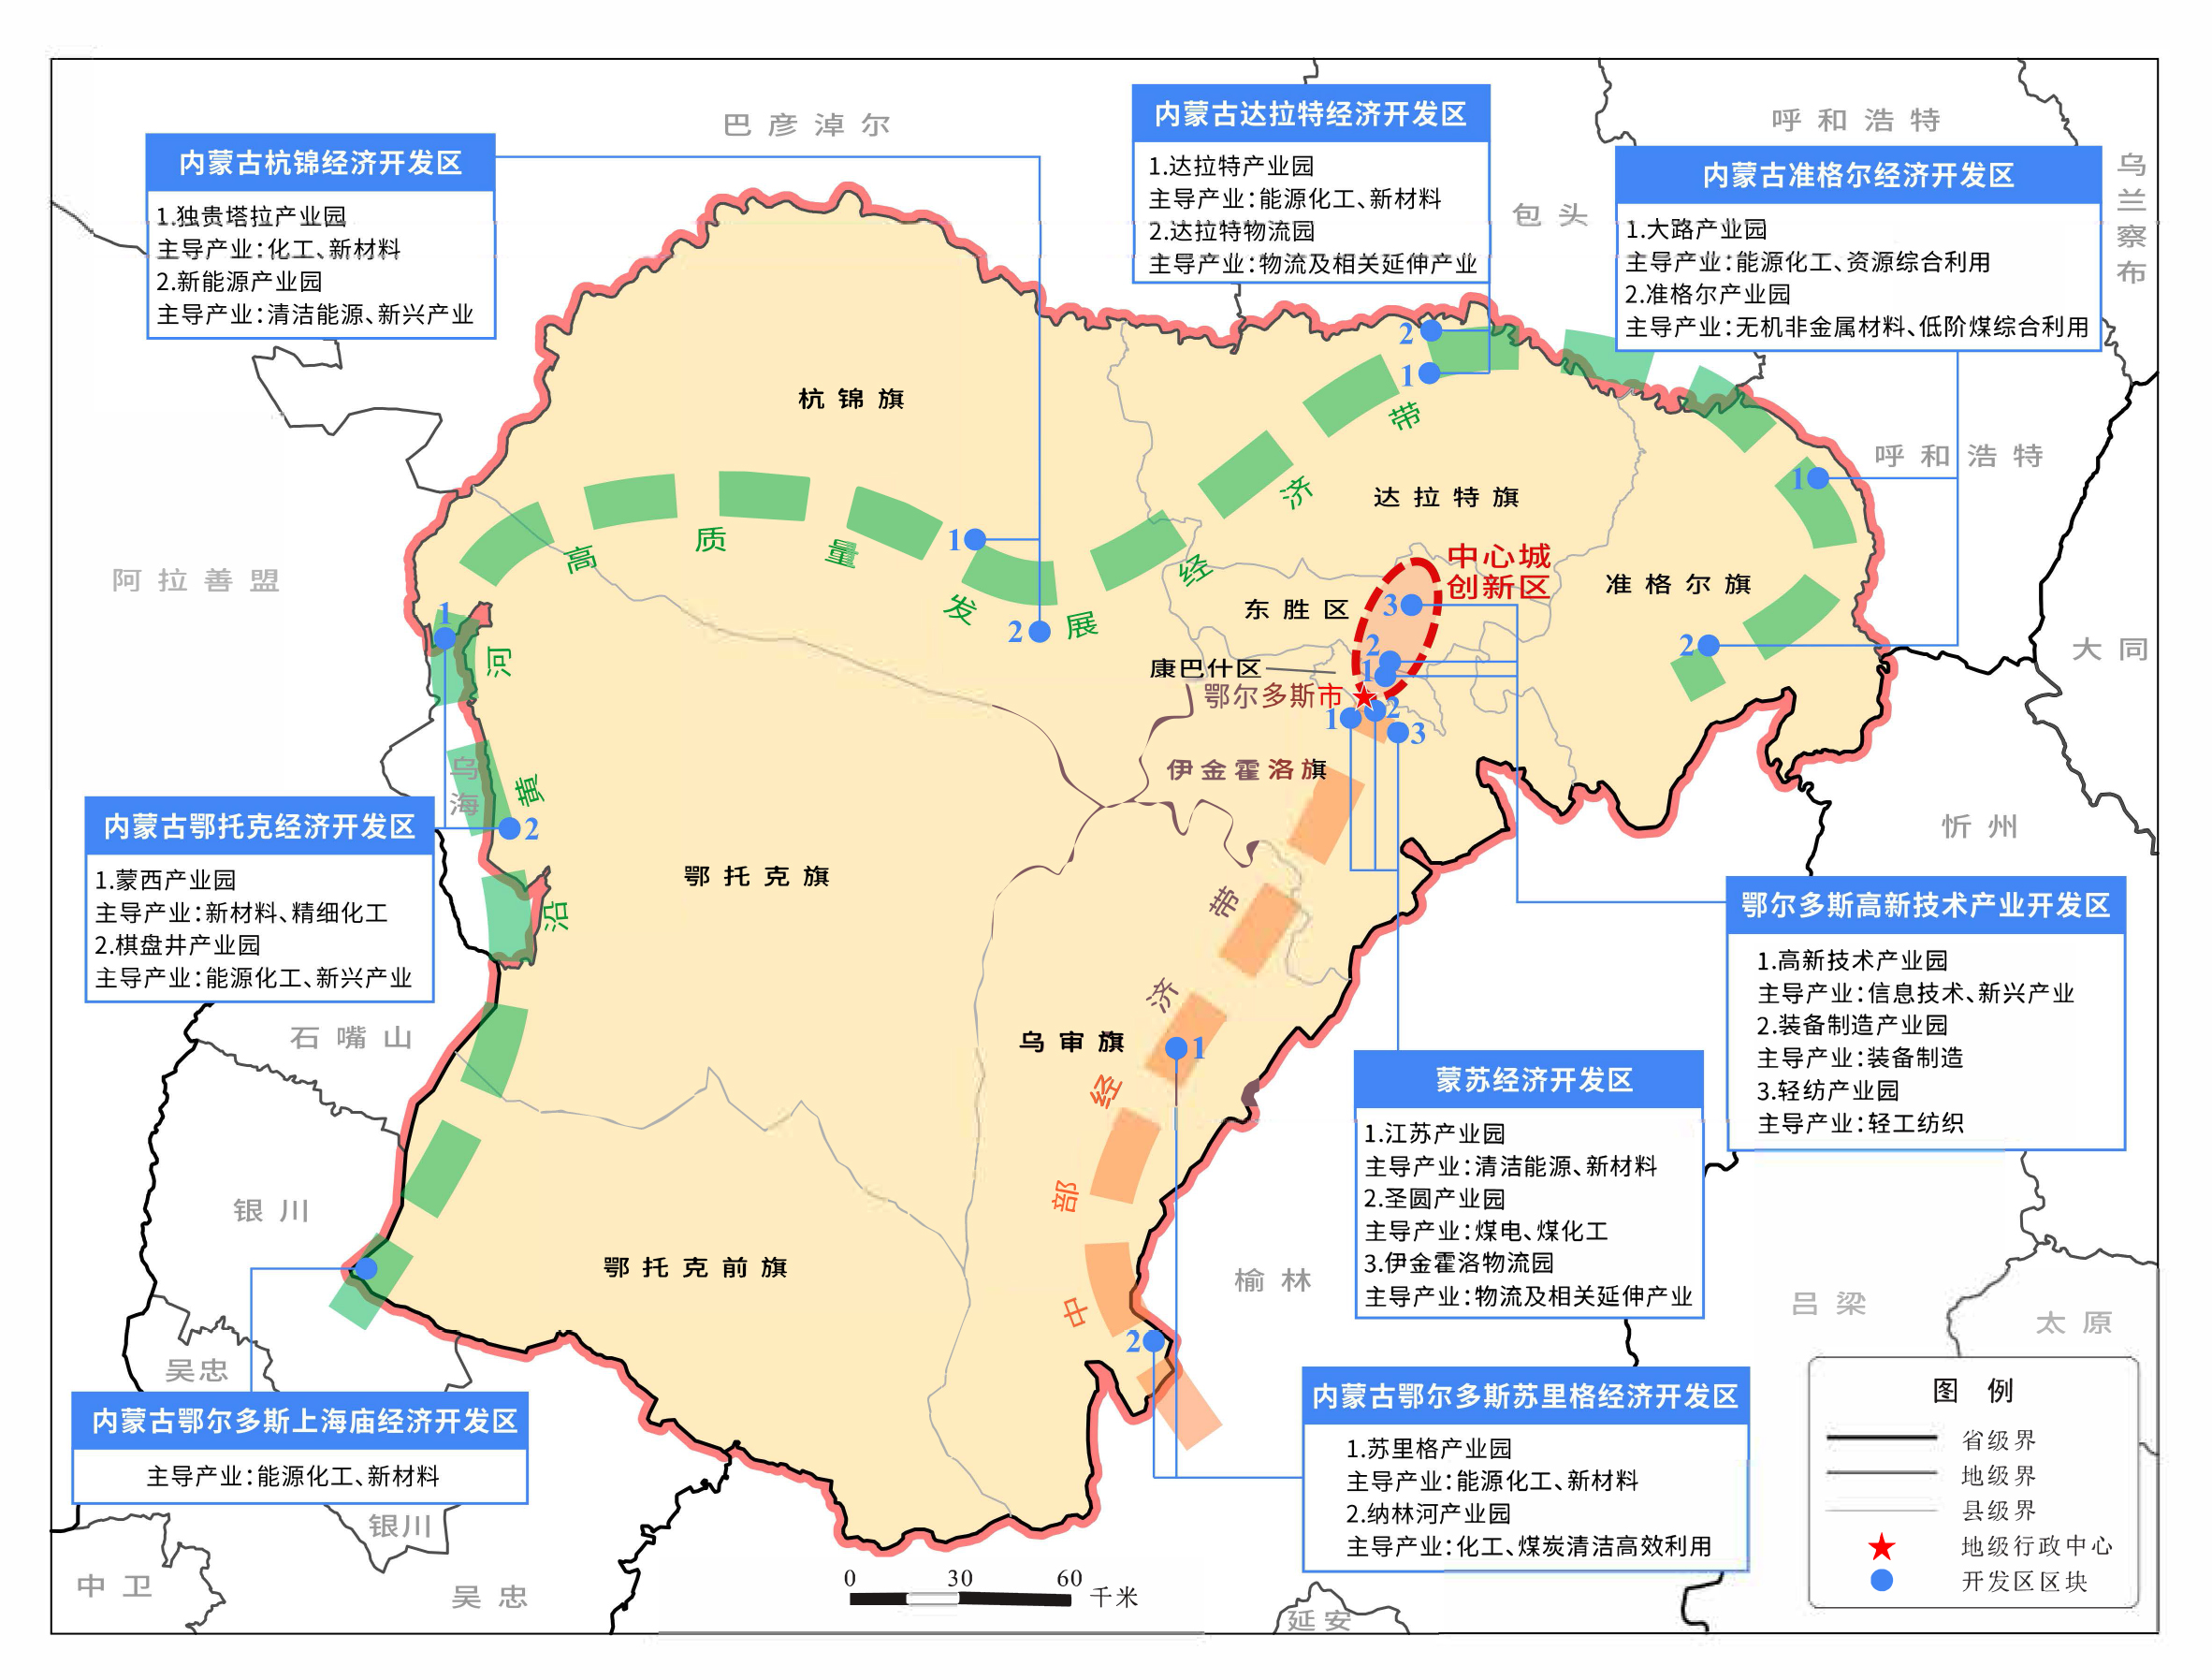 巴彦淖尔
呼和浩特
乌兰察布
包头
内蒙古杭锦经济开发区
1.独贵塔拉产业园
主导产业:化工、新材料
2.新能源产业园
主导产业:清洁能源、新兴产业
内蒙古达拉特经济开发区
1.达拉特产业园
主导产业:能源化工、新材料
2.达拉特物流园
主导产业:物流及相关延伸产业
内蒙古准格尔经济开发区
1.大路产业园
主导产业:能源化工、资源综合利用
2.准格尔产业园
主导产业:无机非金属材料、低阶煤综合利用
2
1
杭锦旗
达拉特旗
呼和浩特
1
阿拉善盟
1
2
沿黄河高质量发展经济带
中心城
创新区
准格尔旗
东胜区
3
2
1
康巴什区
鄂尔多斯市
1
2
3
2
大同
伊金霍洛旗
1
乌海
2
忻州
内蒙古鄂托克经济开发区
1.蒙西产业园
主导产业:新材料、精细化工
2.棋盘井产业园
主导产业:能源化工、新兴产业
鄂托克旗
鄂尔多斯高新技术产业开发区
1.高新技术产业园
主导产业:信息技术、新兴产业
2.装备制造产业园
主导产业:装备制造
3.轻纺产业园
主导产业:轻工纺织
石嘴山
乌审旗
1
中部经济带
蒙苏经济开发区
1.江苏产业园
主导产业:清洁能源、新材料
2.圣圆产业园
主导产业:煤电、煤化工
3.伊金霍洛物流园
主导产业:物流及相关延伸产业
银川
鄂托克前旗
榆林
吕梁
太原
2
吴忠
内蒙古鄂尔多斯上海庙经济开发区
主导产业:能源化工、新材料
内蒙古鄂尔多斯苏里格经济开发区
1.苏里格产业园
主导产业:能源化工、新材料
2.纳林河产业园
主导产业:化工、煤炭清洁高效利用
银川
中卫
吴忠
延安
0 30 60 千米
图例
省级界
地级界
县级界
地级行政中心
开发区区块